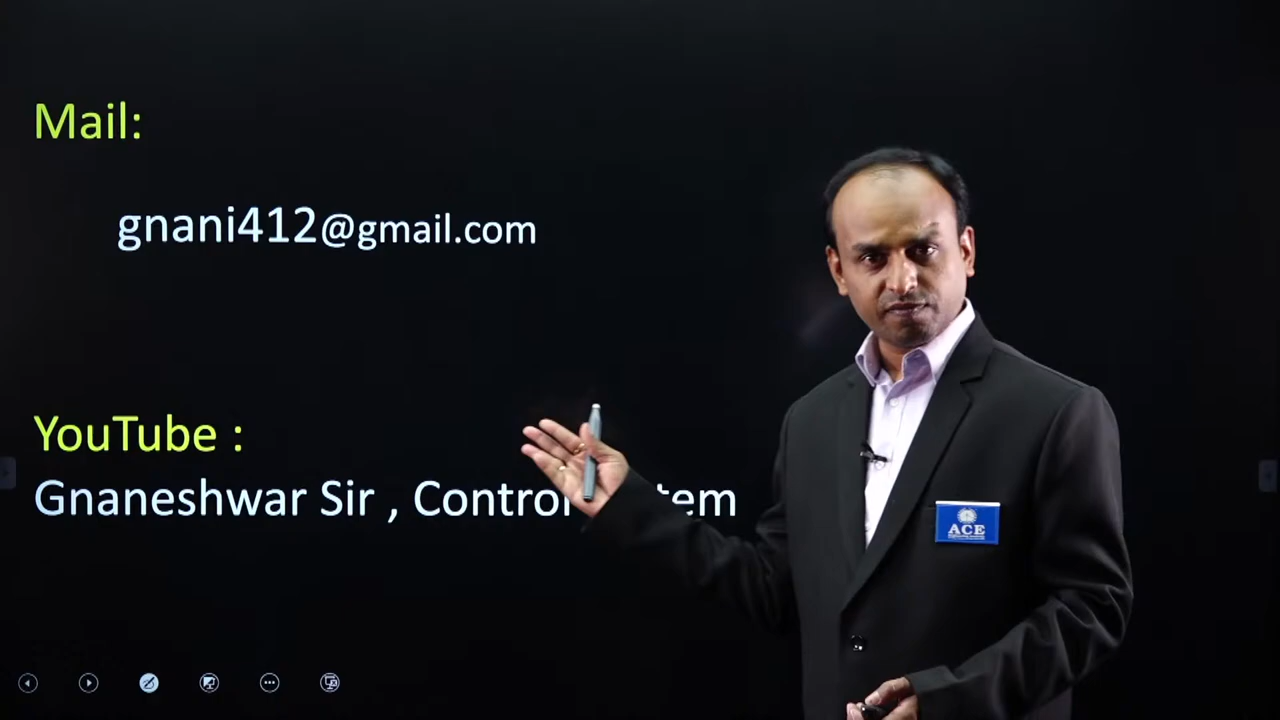 Mail:
gnani412@gmail.com
YouTube :
Gnaneshwar Sir , Control
ACE